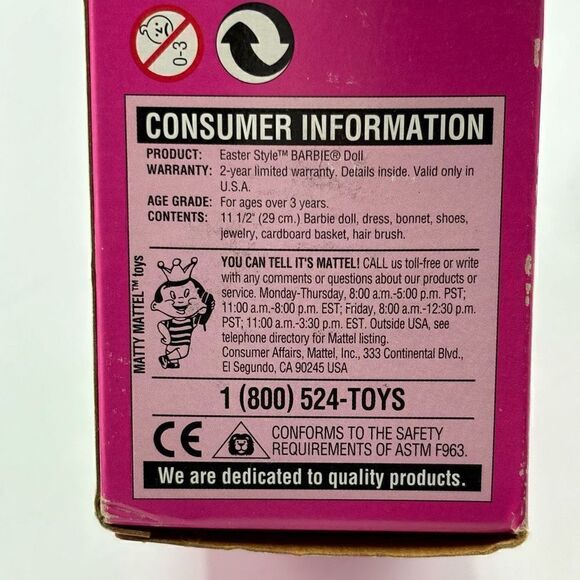 0-3
CONSUMER INFORMATION
PRODUCT: Easter Style™ BARBIE® Doll
WARRANTY: 2-year limited warranty. Details inside. Valid only in
U.S.A.
AGE GRADE: For ages over 3 years.
CONTENTS: 11 1/2" (29 cm.) Barbie doll, dress, bonnet, shoes,
jewelry, cardboard basket, hair brush.
MATTY MATTEL™ toys
YOU CAN TELL IT'S MATTEL! CALL us toll-free or write
with any comments or questions about our products or
service. Monday-Thursday, 8:00 a.m.-5:00 p.m. PST;
11:00 a.m.-8:00 p.m. EST; Friday, 8:00 a.m.-12:30 p.m.
PST; 11:00 a.m.-3:30 p.m. EST. Outside USA, see
telephone directory for Mattel listing.
Consumer Affairs, Mattel, Inc., 333 Continental Blvd.,
El Segundo, CA 90245 USA
1 (800) 524-TOYS
CE
CONFORMS TO THE SAFETY
REQUIREMENTS OF ASTM F963.
We are dedicated to quality products.